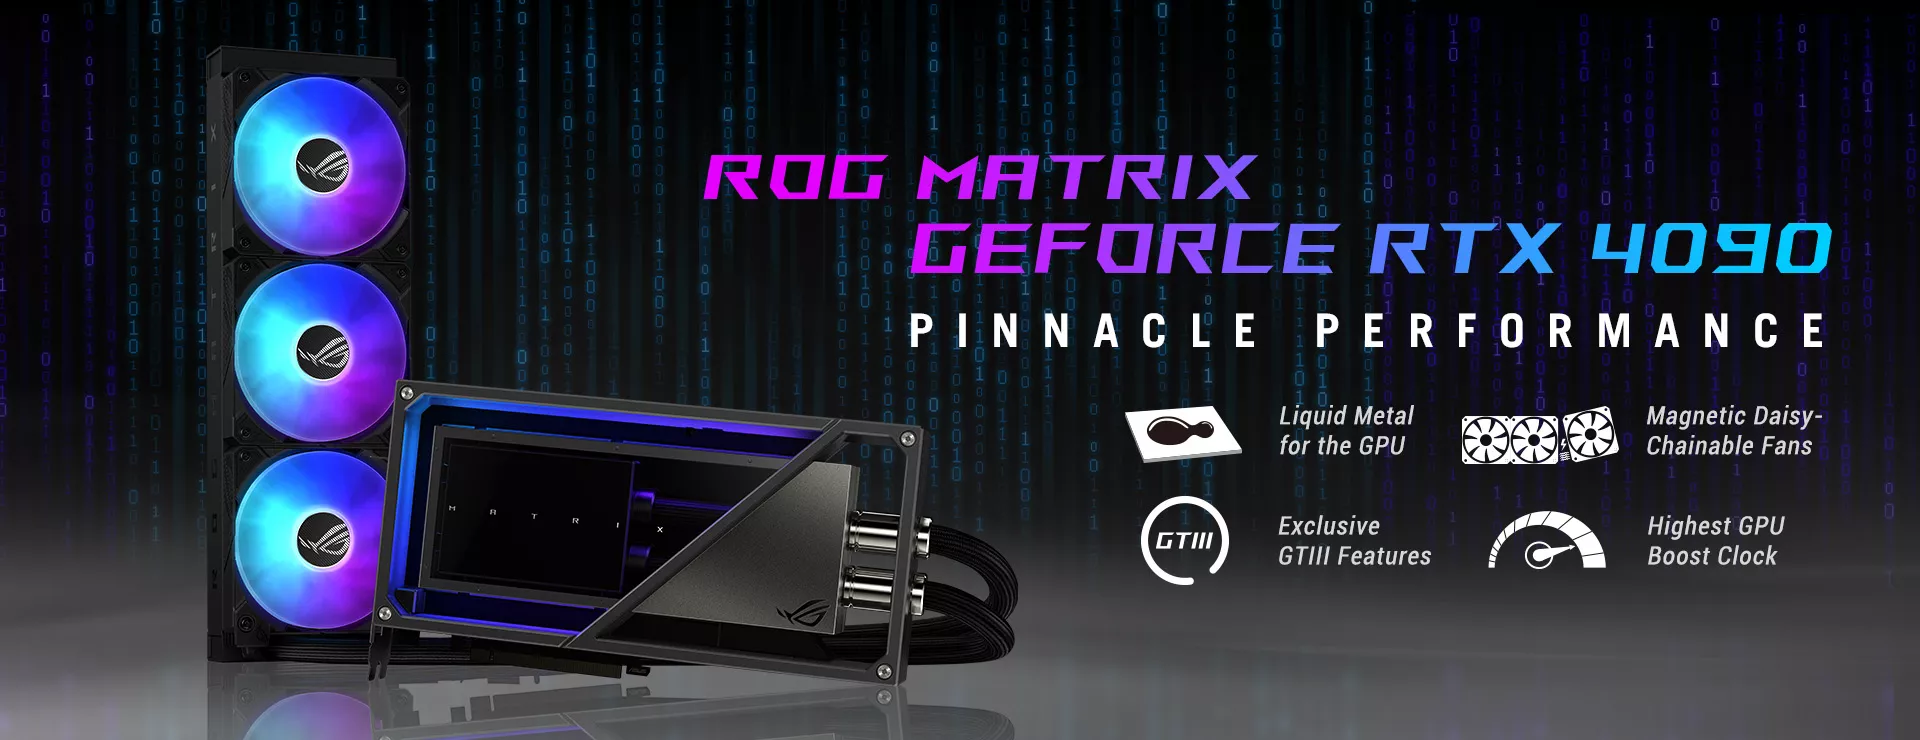 ROG MATRIX
GEFORCE RTX 4090
PINNACLE PERFORMANCE
Liquid Metal
for the GPU
Magnetic Daisy-
Chainable Fans
GTIII
Exclusive
GTIII Features
Highest GPU
Boost Clock
MATRIX